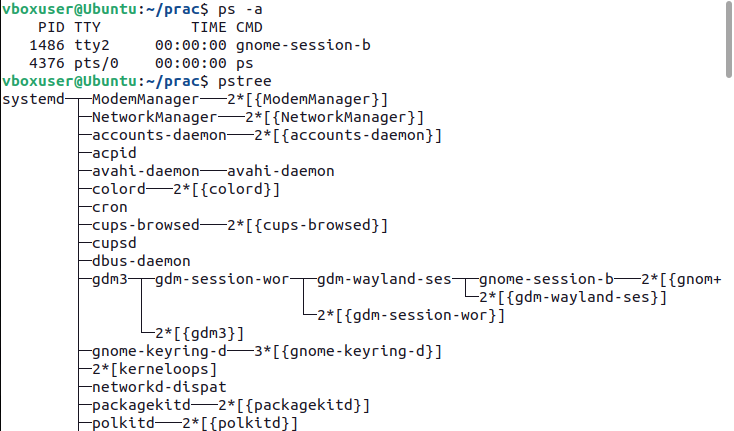 vboxuser@Ubuntu:~/prac$ ps -a
    PID TTY          TIME CMD
   1486 tty2     00:00:00 gnome-session-b
   4376 pts/0    00:00:00 ps
vboxuser@Ubuntu:~/prac$ pstree
systemd─┬─ModemManager───2*[{ModemManager}]
        ├─NetworkManager───2*[{NetworkManager}]
        ├─accounts-daemon───2*[{accounts-daemon}]
        ├─acpid
        ├─avahi-daemon───avahi-daemon
        ├─colord───2*[{colord}]
        ├─cron
        ├─cups-browsed───2*[{cups-browsed}]
        ├─cupsd
        ├─dbus-daemon
        ├─gdm3─┬─gdm-session-wor─┬─gdm-wayland-ses─┬─gnome-session-b───2*[{gnom+
        │      │                 │                 └─2*[{gdm-wayland-ses}]
        │      │                 └─2*[{gdm-session-wor}]
        │      └─2*[{gdm3}]
        ├─gnome-keyring-d───3*[{gnome-keyring-d}]
        ├─2*[kerneloops]
        ├─networkd-dispat
        ├─packagekitd───2*[{packagekitd}]
        ├─polkitd───2*[{polkitd}]